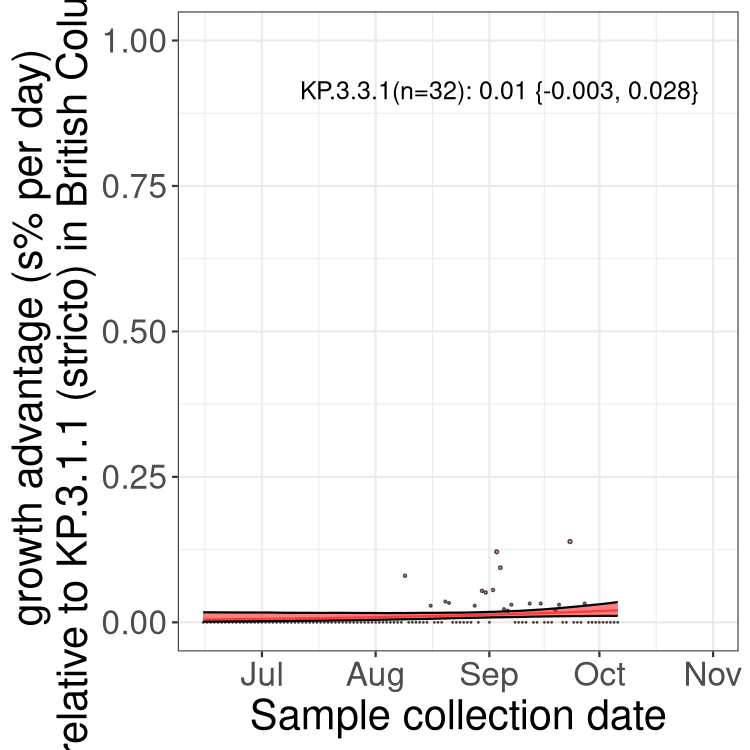 growth advantage (s% per day)
relative to KP.3.1.1 (stricto) in British Colu
1.00
0.75
0.50
0.25
0.00
KP.3.3.1(n=32): 0.01 {-0.003, 0.028}
Jul Aug Sep Oct Nov
Sample collection date